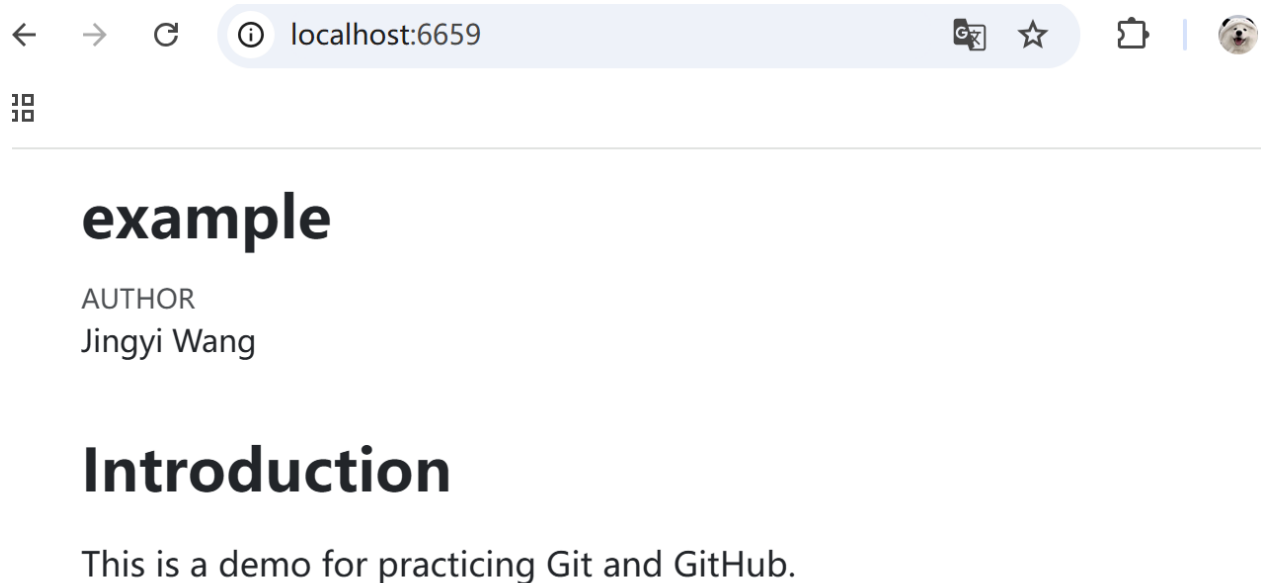 localhost:6659
example
AUTHOR
Jingyi Wang
Introduction
This is a demo for practicing Git and GitHub.